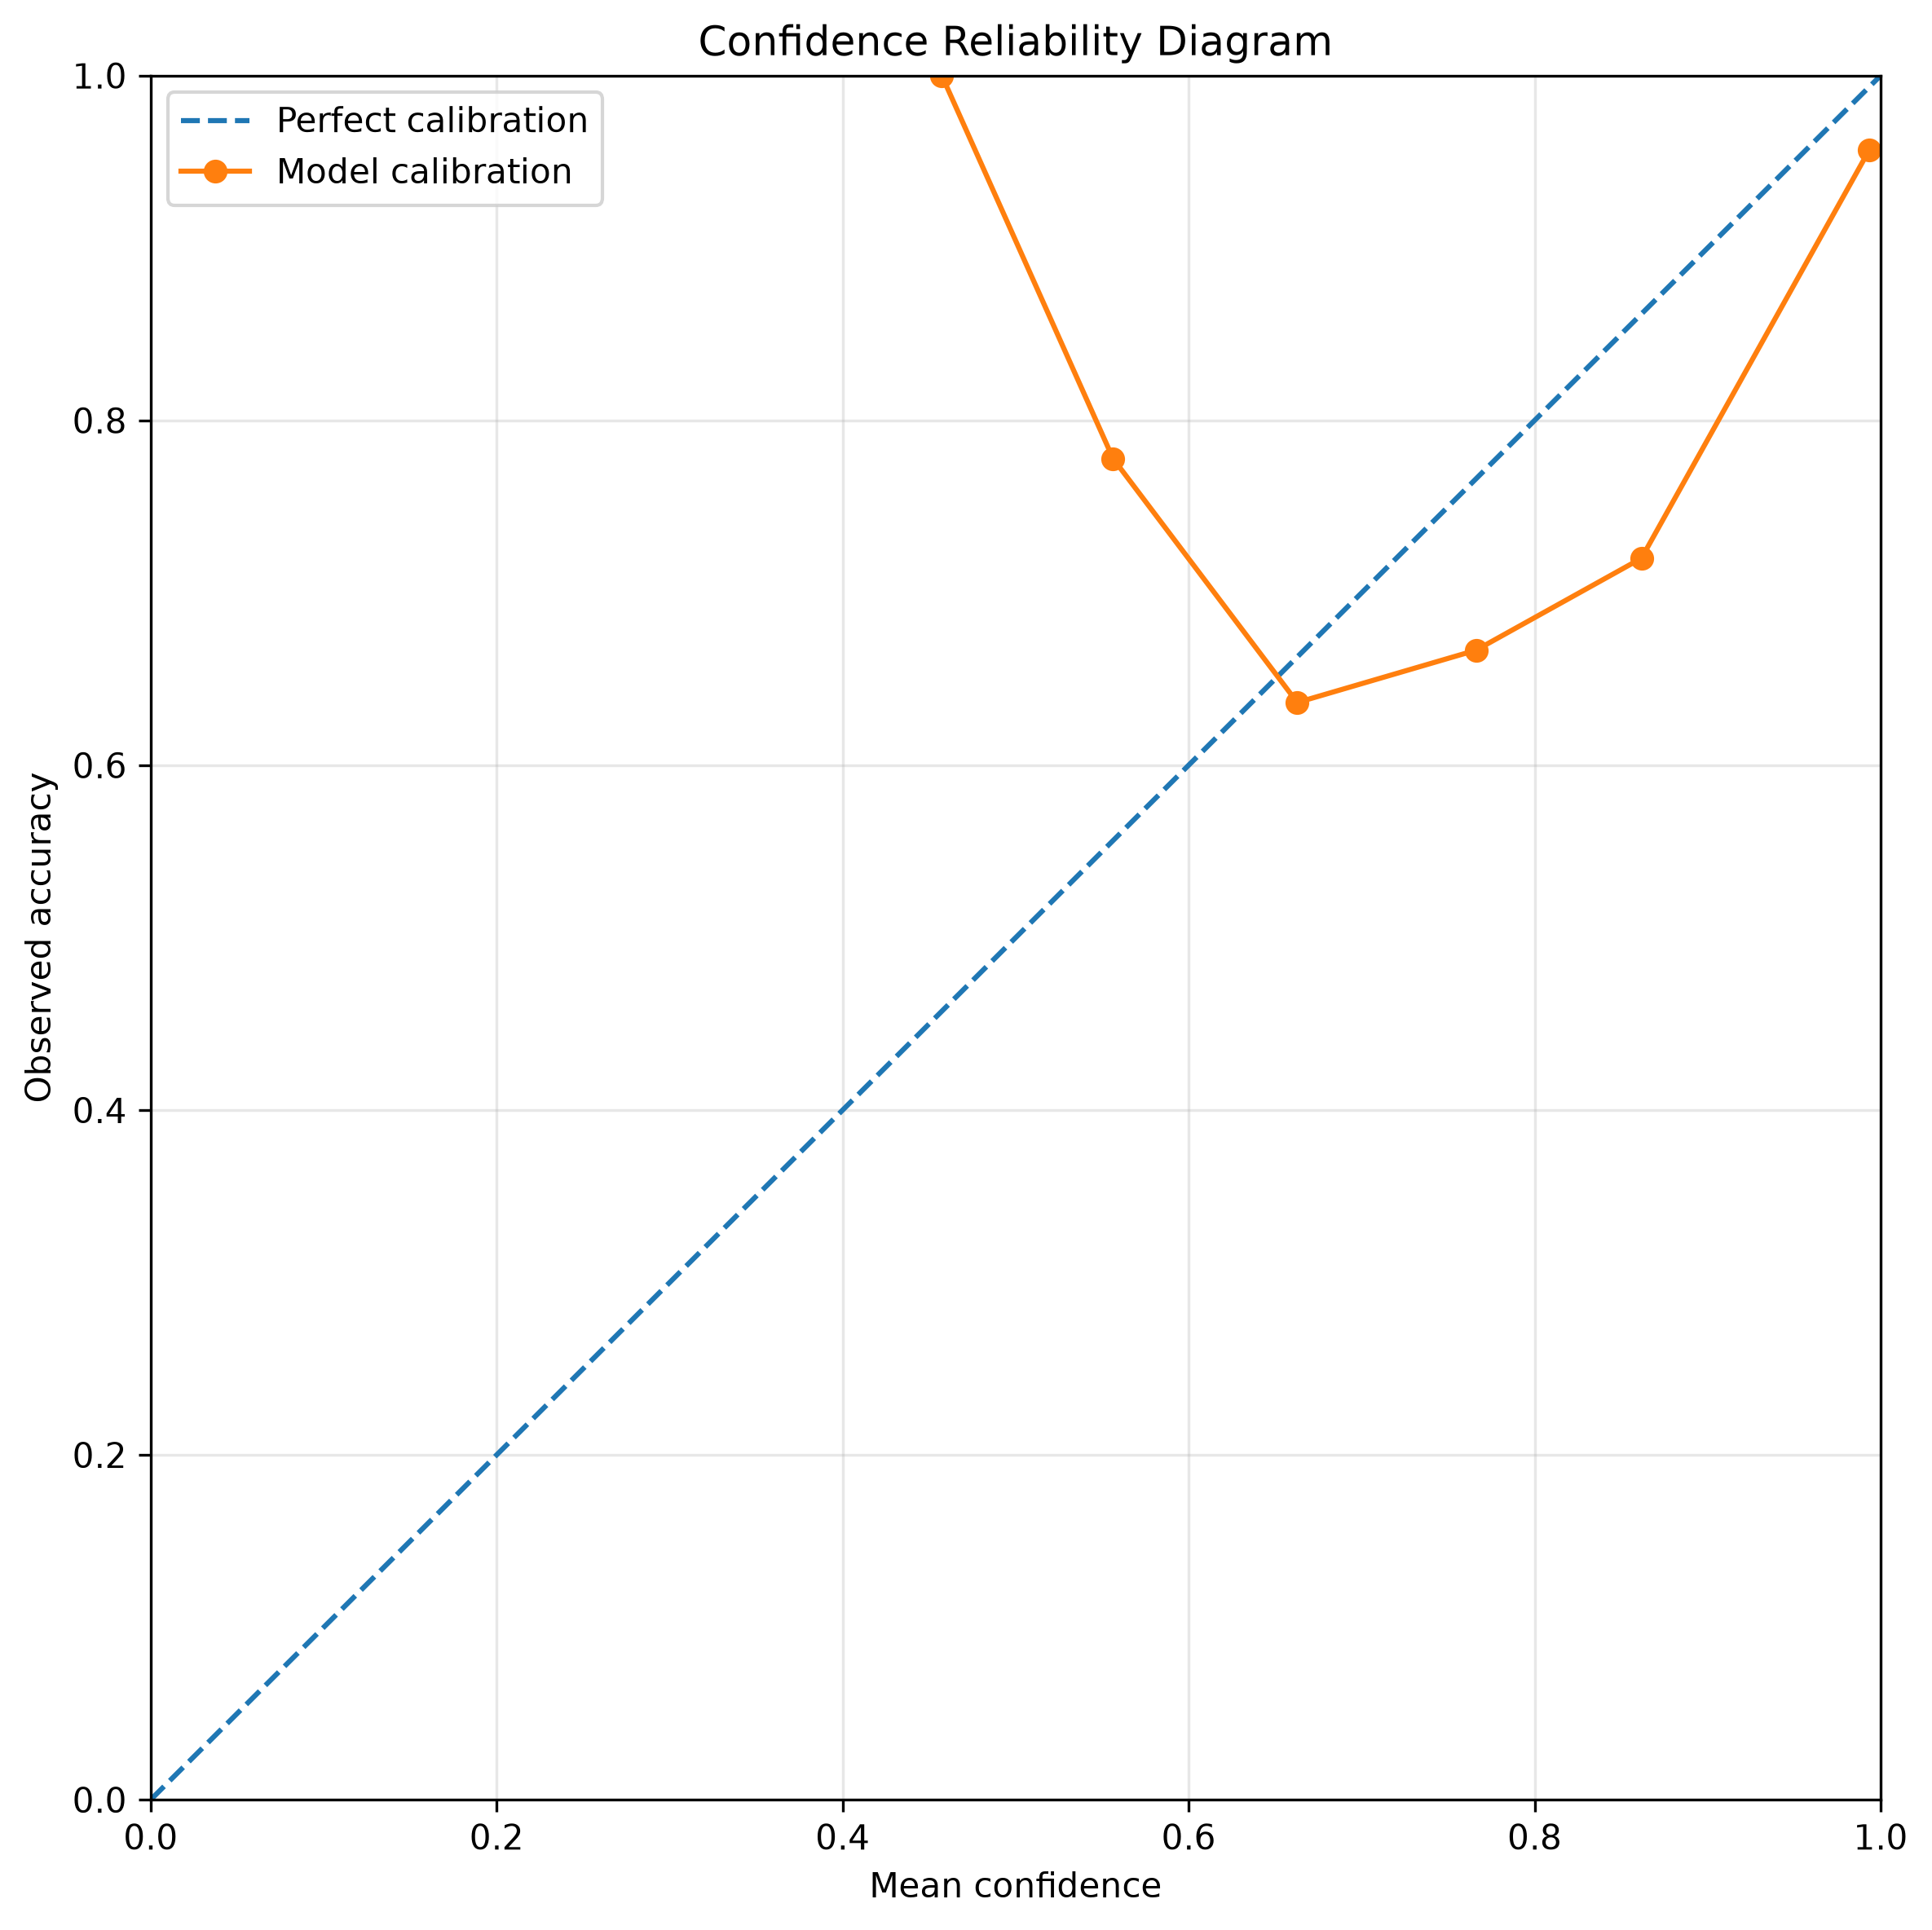 Confidence Reliability Diagram
Perfect calibration
Model calibration
1.0
0.8
0.6
0.4
0.2
0.0
Observed accuracy
0.0 0.2 0.4 0.6 0.8 1.0
Mean confidence